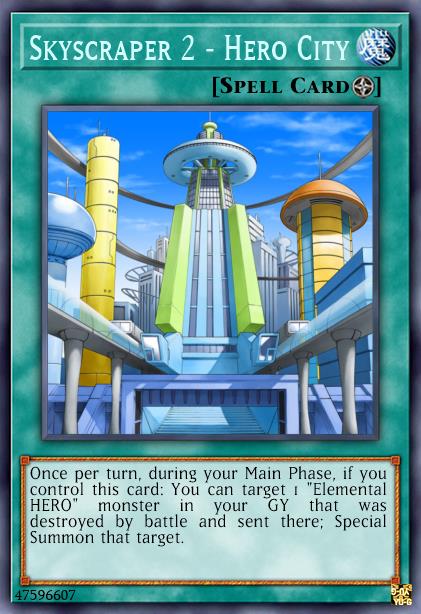 Skyscraper 2 - Hero City
魔
[Spell Card]
Once per turn, during your Main Phase, if you
control this card: You can target 1 "Elemental
HERO" monster in your GY that was
destroyed by battle and sent there; Special
Summon that target.
47596607